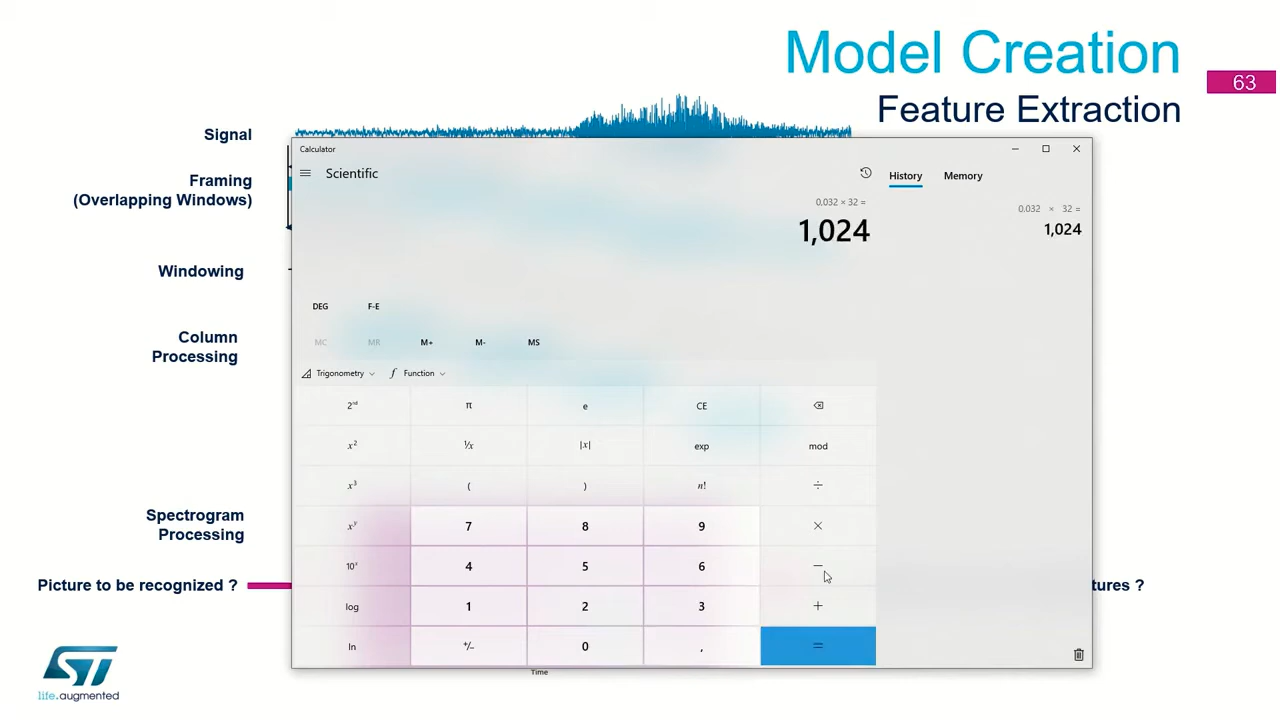 Model Creation
63
Feature Extraction
Signal
Framing
(Overlapping Windows)
Windowing
Column
Processing
Spectrogram
Processing
Picture to be recognized ?
tures ?
Time
ST
life.augmented
Calculator
Scientific
History
Memory
0,032 × 32 =
1,024
0.032 × 32 =
1,024
DEG
F-E
MC
MR
M+
M-
MS
Trigonometry
f Function
2ⁿᵈ
π
e
CE
x²
¹/x
|x|
exp
mod
x³
(
)
n!
÷
xʸ
7
8
9
×
10ˣ
4
5
6
−
log
1
2
3
+
ln
+/−
0
,
=